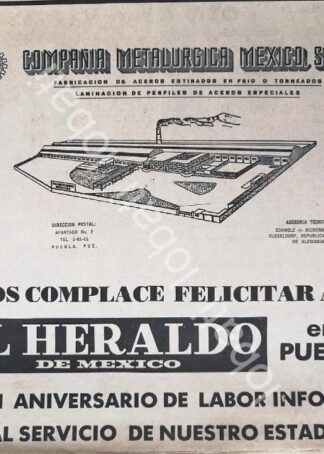 COMPAÑIA METALURGICA MEXICO, S
FABRICACION DE ACEROS ESTIRADOS EN FRIO O TORNEADOS
LAMINACION DE PERFILES DE ACEROS ESPECIALES
DIRECCION POSTAL:
APARTADO No. 7
TEL
PUEBLA, PUE.
ASESORIA TECNIC
DUSSELDORF, REPUBLICA
DE ALEMANIA
OS COMPLACE FELICITAR A
L HERALDO
DE MEXICO
en
PUE
I ANIVERSARIO DE LABOR INFO
AL SERVICIO DE NUESTRO ESTAD